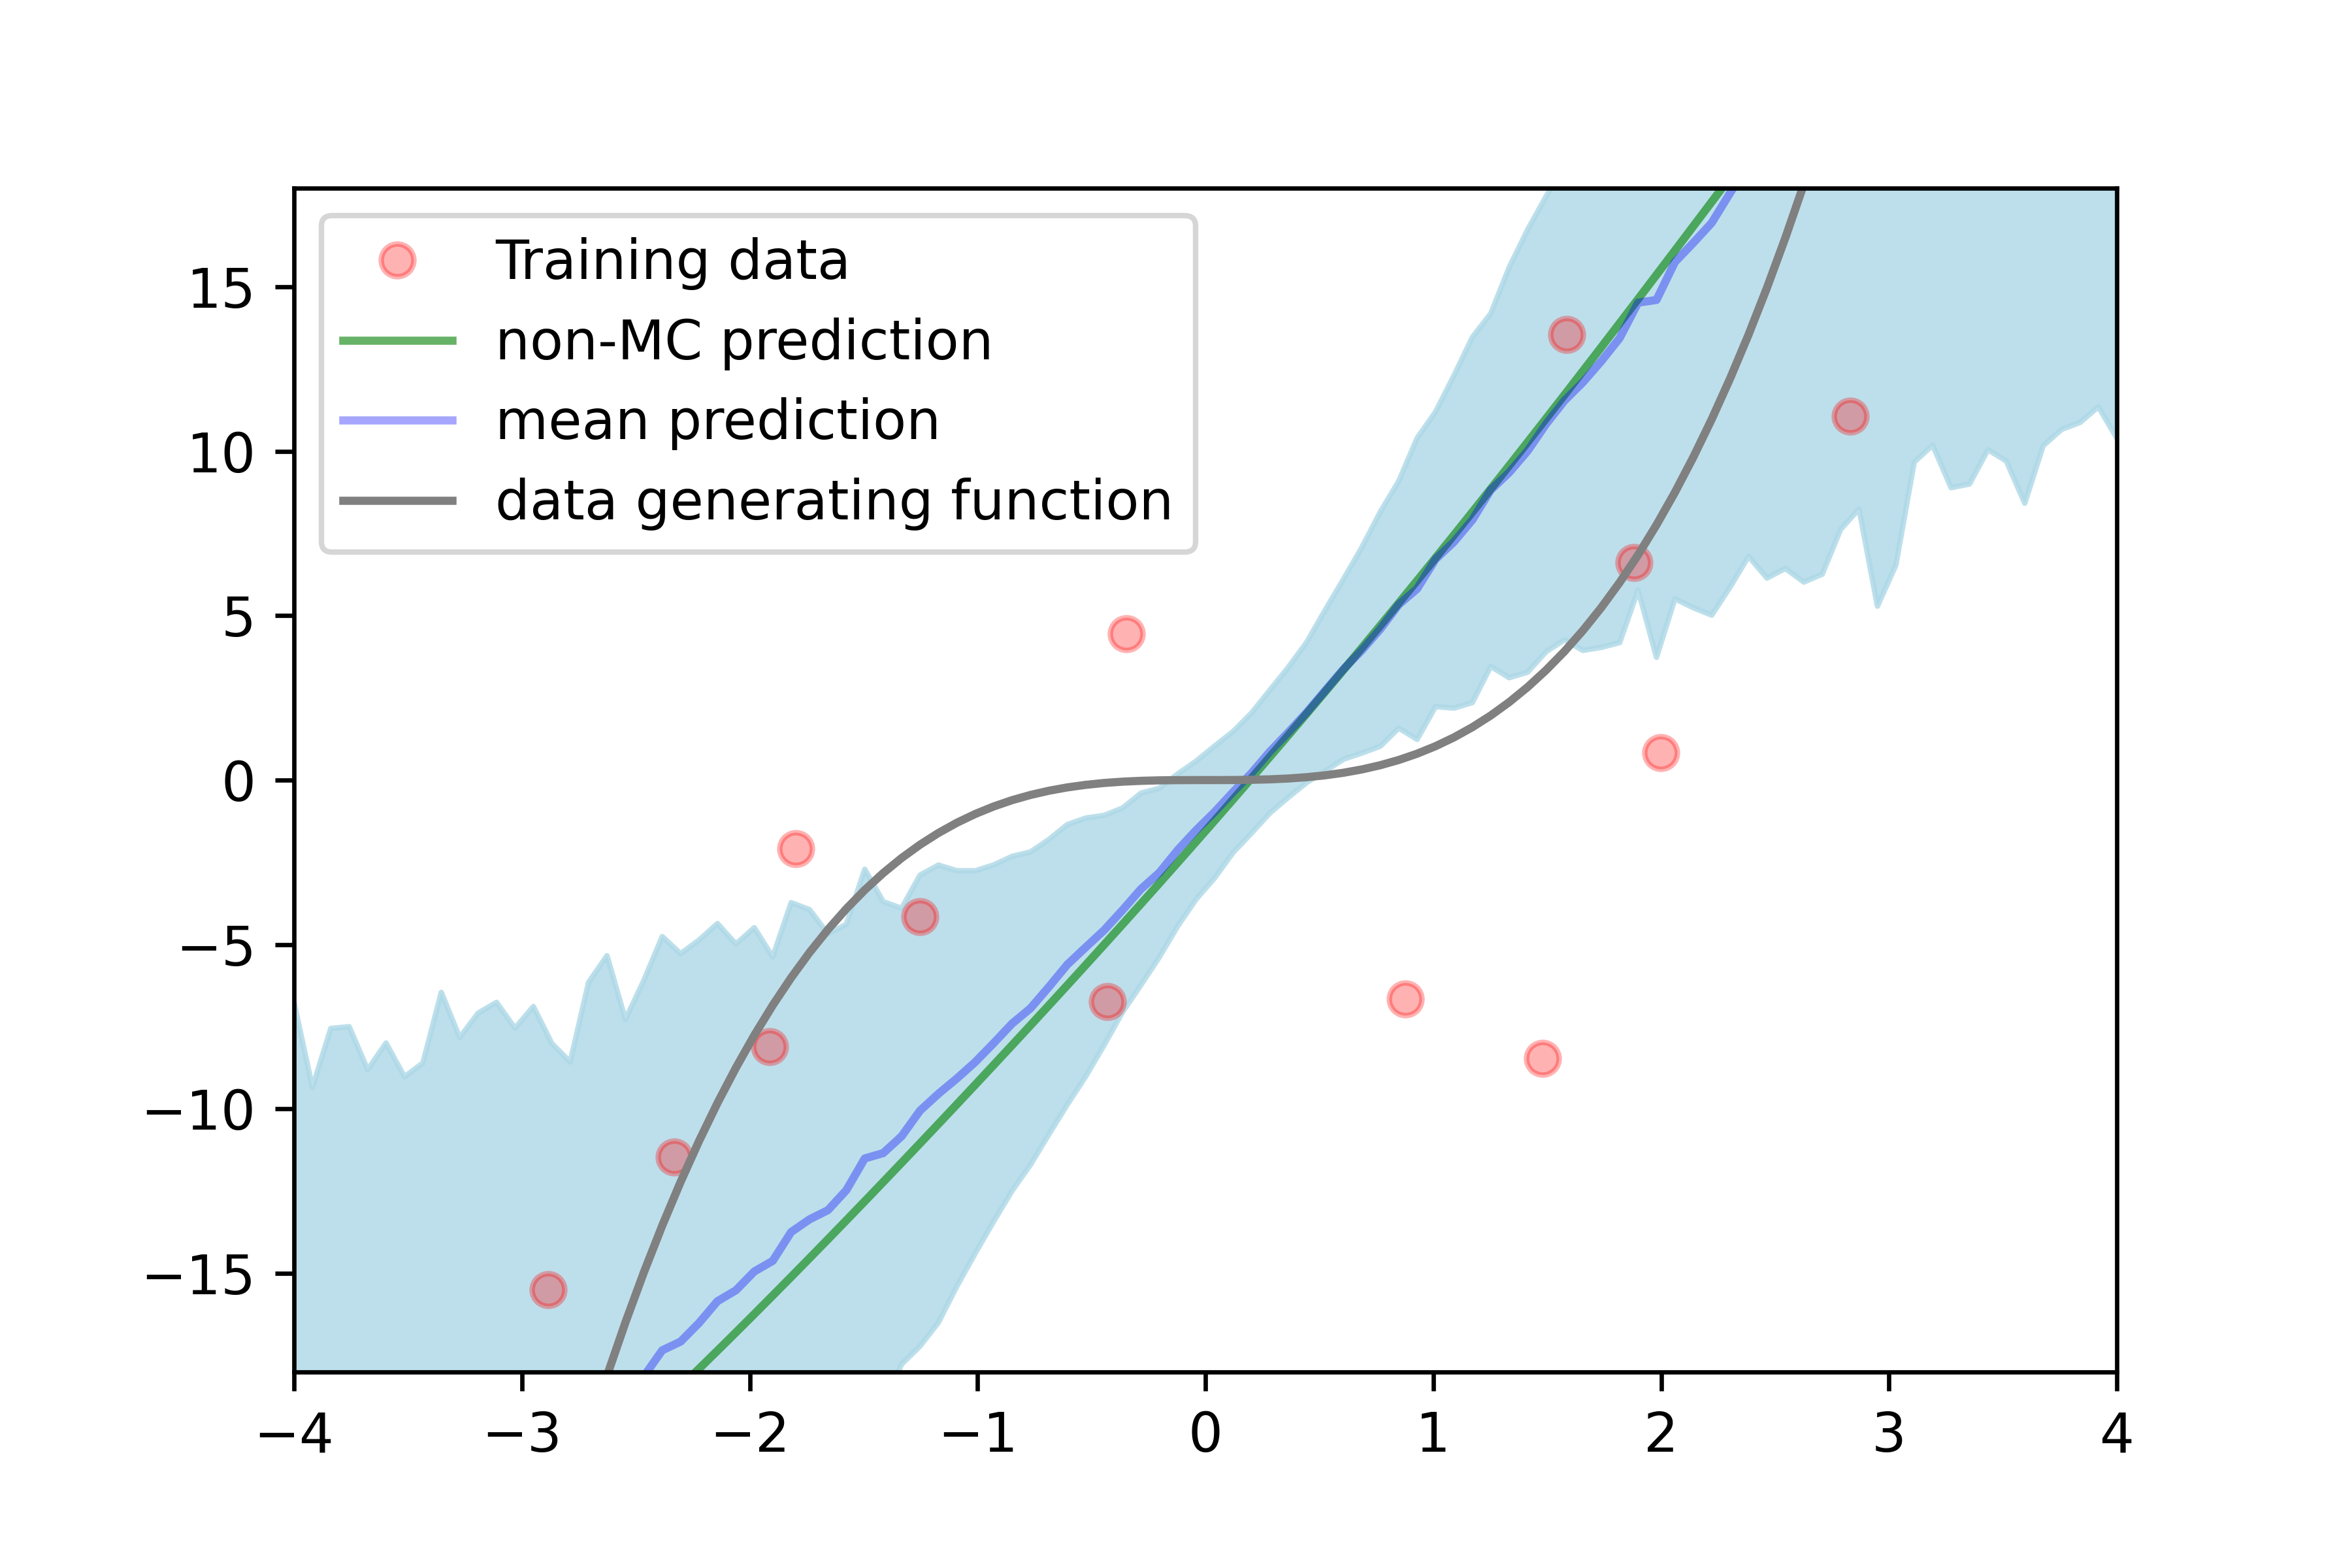 Training data
non-MC prediction
mean prediction
data generating function
15
10
5
0
−5
−10
−15
−4 −3 −2 −1 0 1 2 3 4